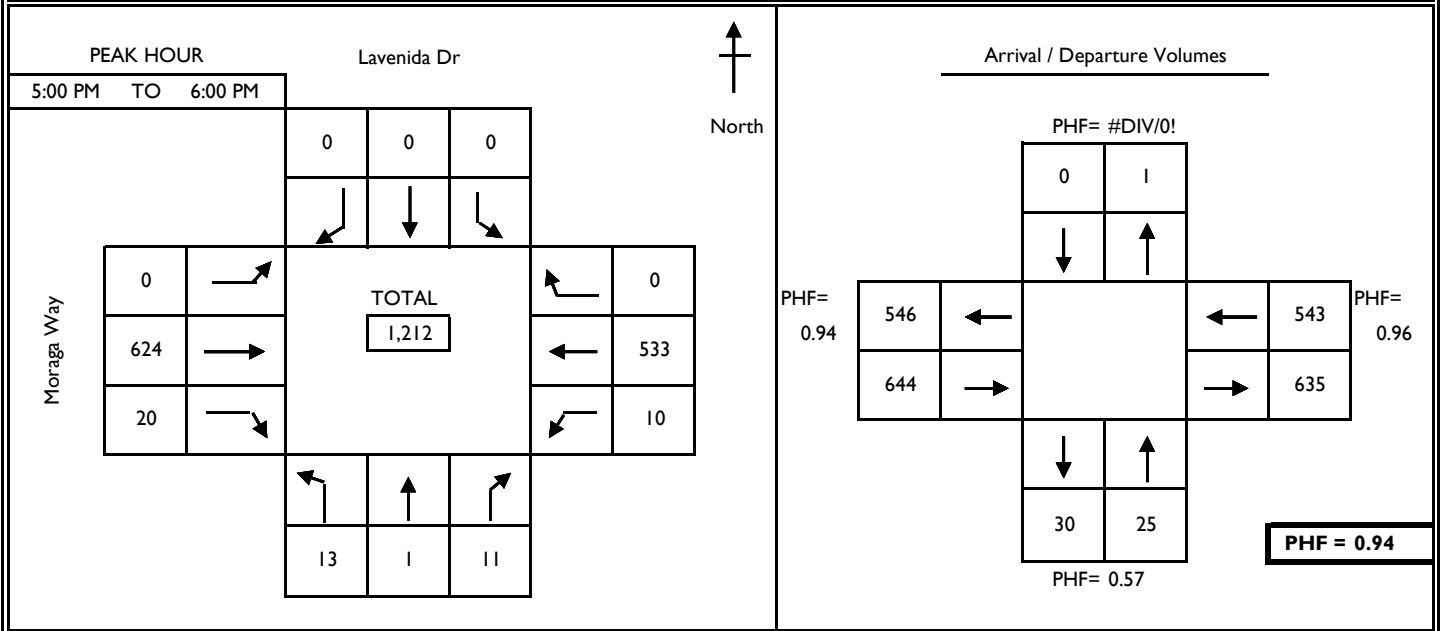 PEAK HOUR
Lavenida Dr
5:00 PM TO 6:00 PM
North
0 0 0
Moraga Way
0
624
20
TOTAL
1,212
0
533
10
13 1 11
Arrival / Departure Volumes
PHF= #DIV/0!
0 1
PHF=
0.94
546
644
543
635
PHF=
0.96
30 25
PHF= 0.57
PHF = 0.94